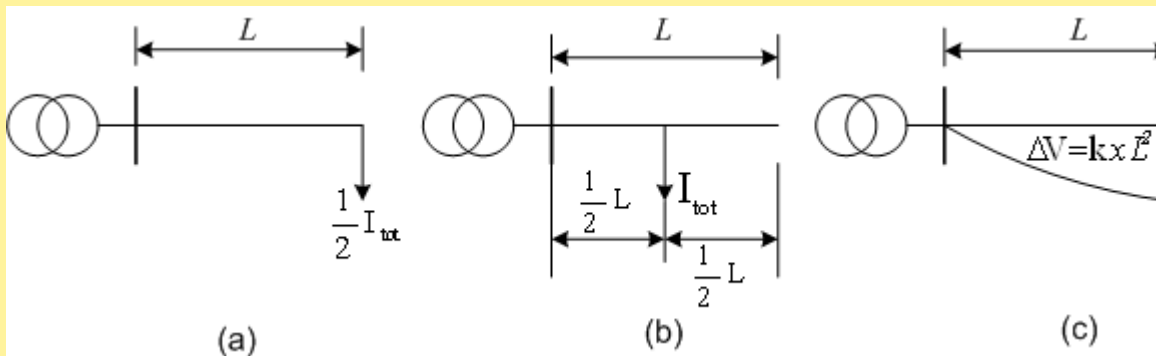 L
1/2 I tot
(a)
L
1/2 L
I tot
1/2 L
(b)
L
ΔV=kxL²
(c)